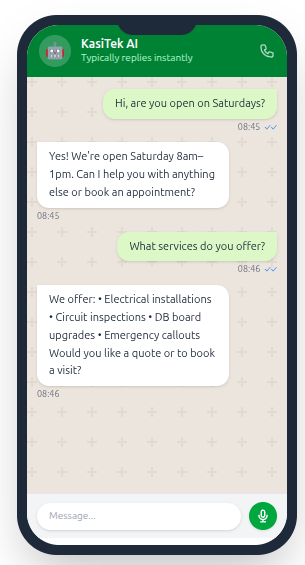 KasiTek AI
Typically replies instantly
Hi, are you open on Saturdays?
08:45
Yes! We're open Saturday 8am–
1pm. Can I help you with anything
else or book an appointment?
08:45
What services do you offer?
08:46
We offer: • Electrical installations
• Circuit inspections • DB board
upgrades • Emergency callouts
Would you like a quote or to book
a visit?
08:46
Message...